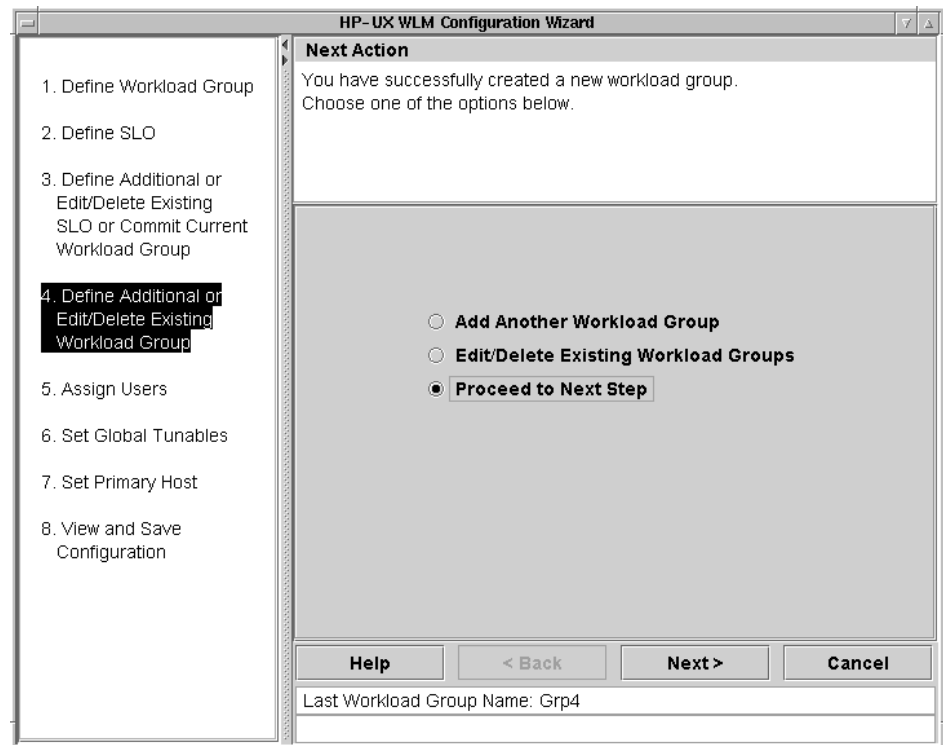 HP-UX WLM Configuration Wizard
1. Define Workload Group
2. Define SLO
3. Define Additional or
Edit/Delete Existing
SLO or Commit Current
Workload Group
4. Define Additional or
Edit/Delete Existing
Workload Group
5. Assign Users
6. Set Global Tunables
7. Set Primary Host
8. View and Save
Configuration
Next Action
You have successfully created a new workload group.
Choose one of the options below.
Add Another Workload Group
Edit/Delete Existing Workload Groups
Proceed to Next Step
Help
< Back
Next >
Cancel
Last Workload Group Name: Grp4